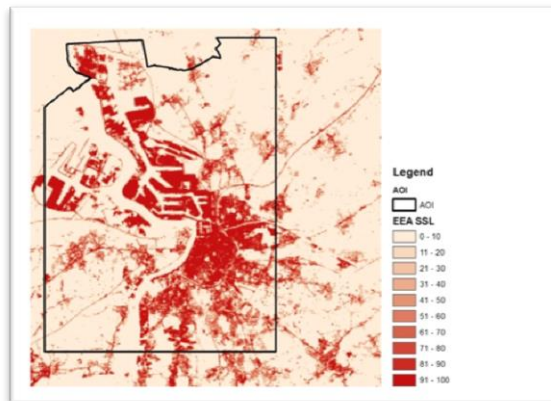 Legend
AOI
AOI
EEA SSL
0 - 10
11 - 20
21 - 30
31 - 40
41 - 50
51 - 60
61 - 70
71 - 80
81 - 90
91 - 100